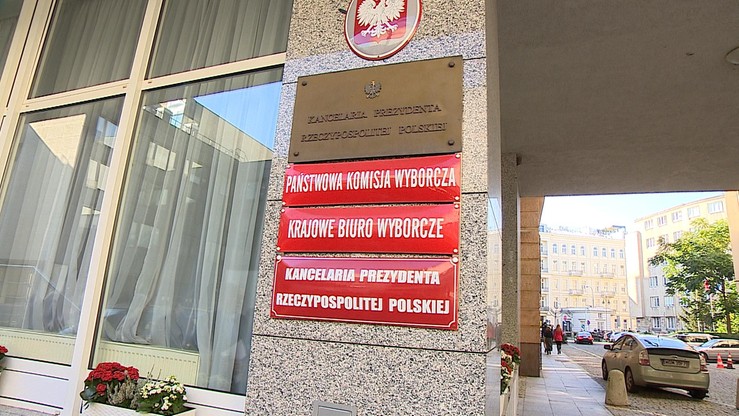 KANCELARIA PREZYDENTA
RZECZYPOSPOLITEJ POLSKIEJ
PAŃSTWOWA KOMISJA WYBORCZA
KRAJOWE BIURO WYBORCZE
KANCELARIA PREZYDENTA
RZECZYPOSPOLITEJ POLSKIEJ